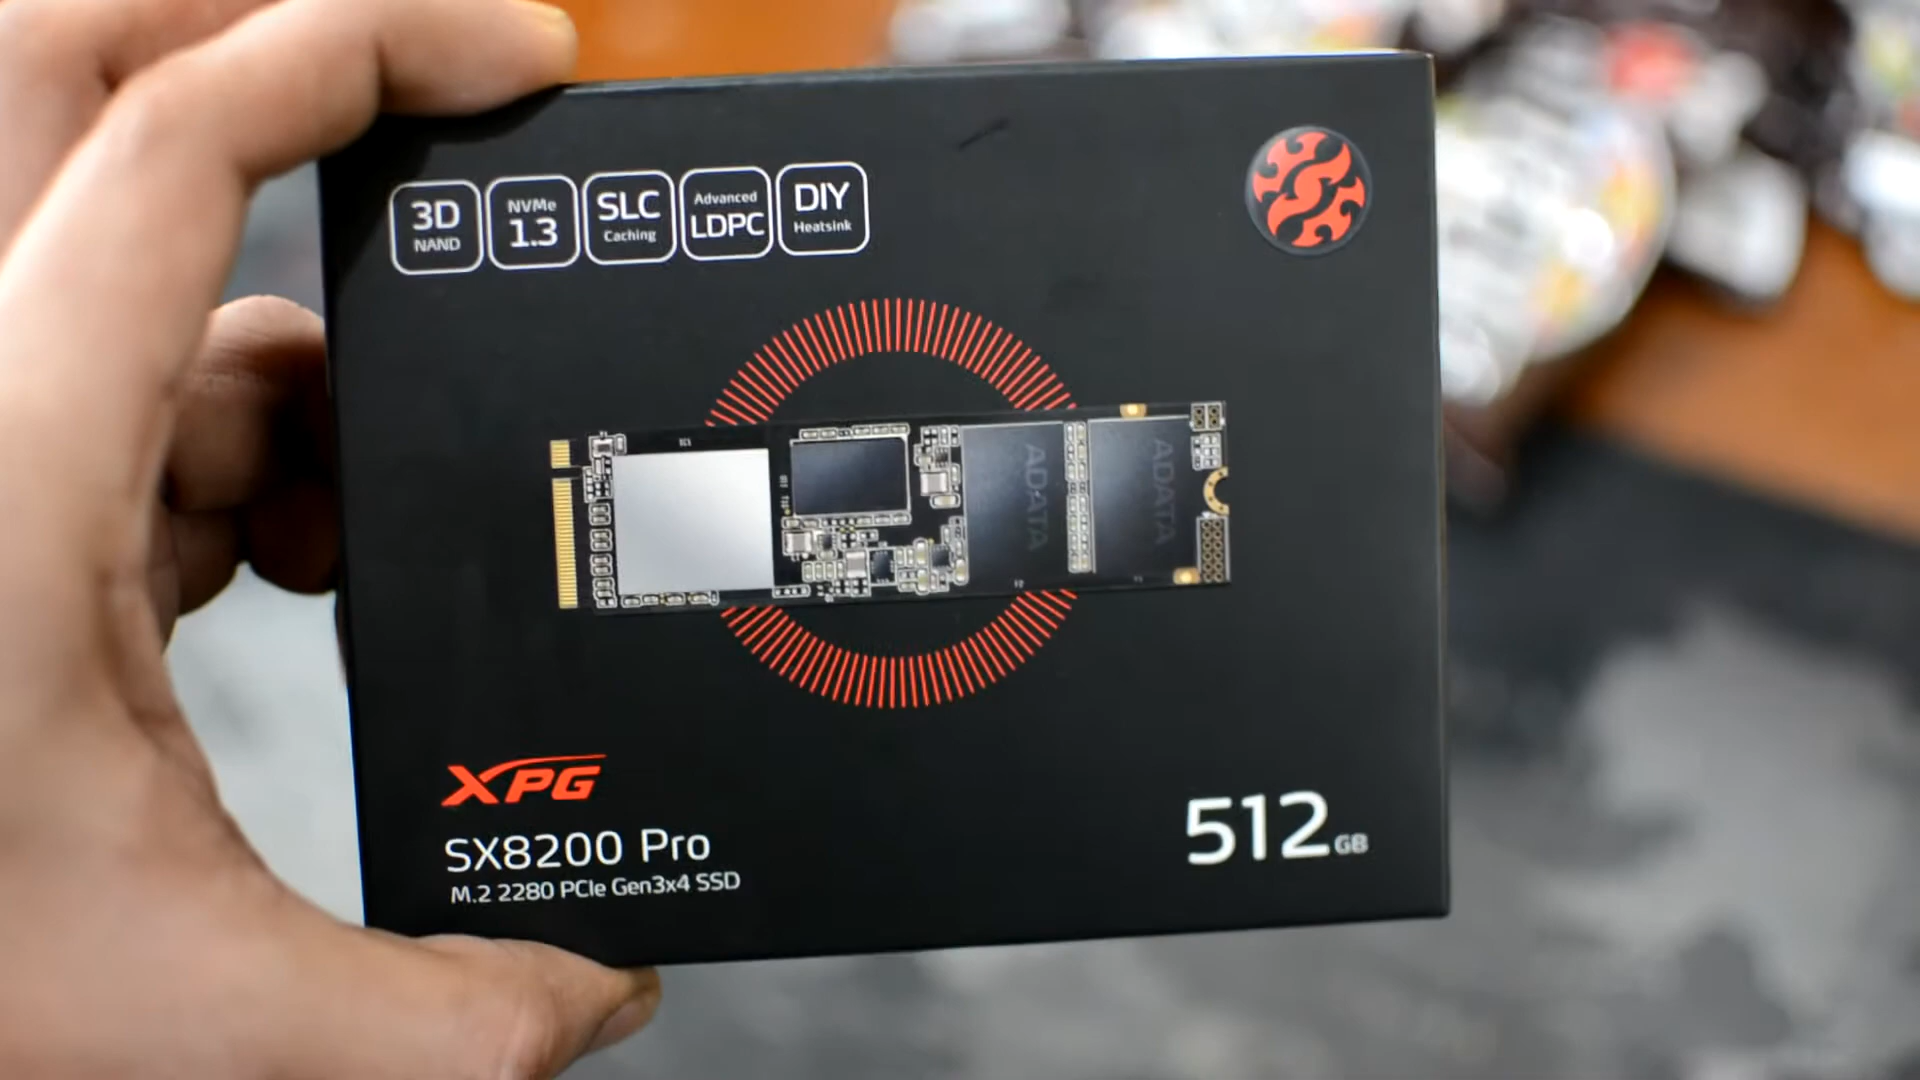 3D
NAND
NVMe
1.3
SLC
Caching
Advanced
LDPC
DIY
Heatsink
ADATA
ADATA
XPG
SX8200 Pro
M.2 2280 PCIe Gen3x4 SSD
512GB